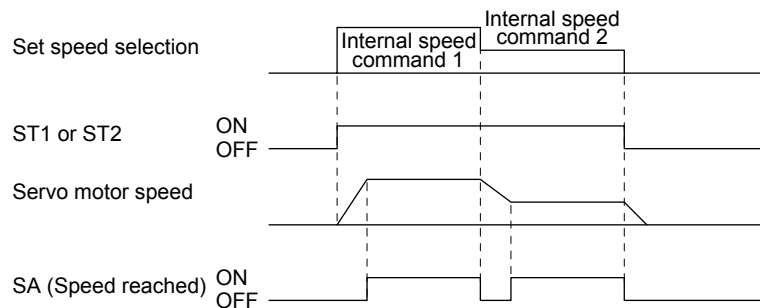 Set speed selection
Internal speed
command 1
Internal speed
command 2
ST1 or ST2
ON
OFF
Servo motor speed
SA (Speed reached)
ON
OFF